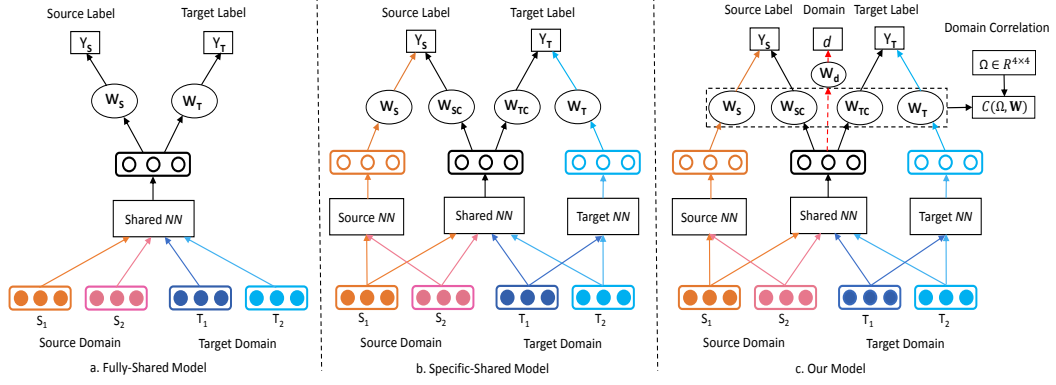 Source Label Target Label
Y_S Y_T
W_S W_T
Shared NN
S_1 S_2 T_1 T_2
Source Domain Target Domain
a. Fully-Shared Model
Source Label Target Label
Y_S Y_T
W_S W_SC W_TC W_T
Source NN Shared NN Target NN
S_1 S_2 T_1 T_2
Source Domain Target Domain
b. Specific-Shared Model
Source Label Domain Target Label
Y_S d Y_T
Domain Correlation
W_d
Ω ∈ R^{4×4}
W_S W_SC W_TC W_T
C(Ω, W)
Source NN Shared NN Target NN
S_1 S_2 T_1 T_2
Source Domain Target Domain
c. Our Model